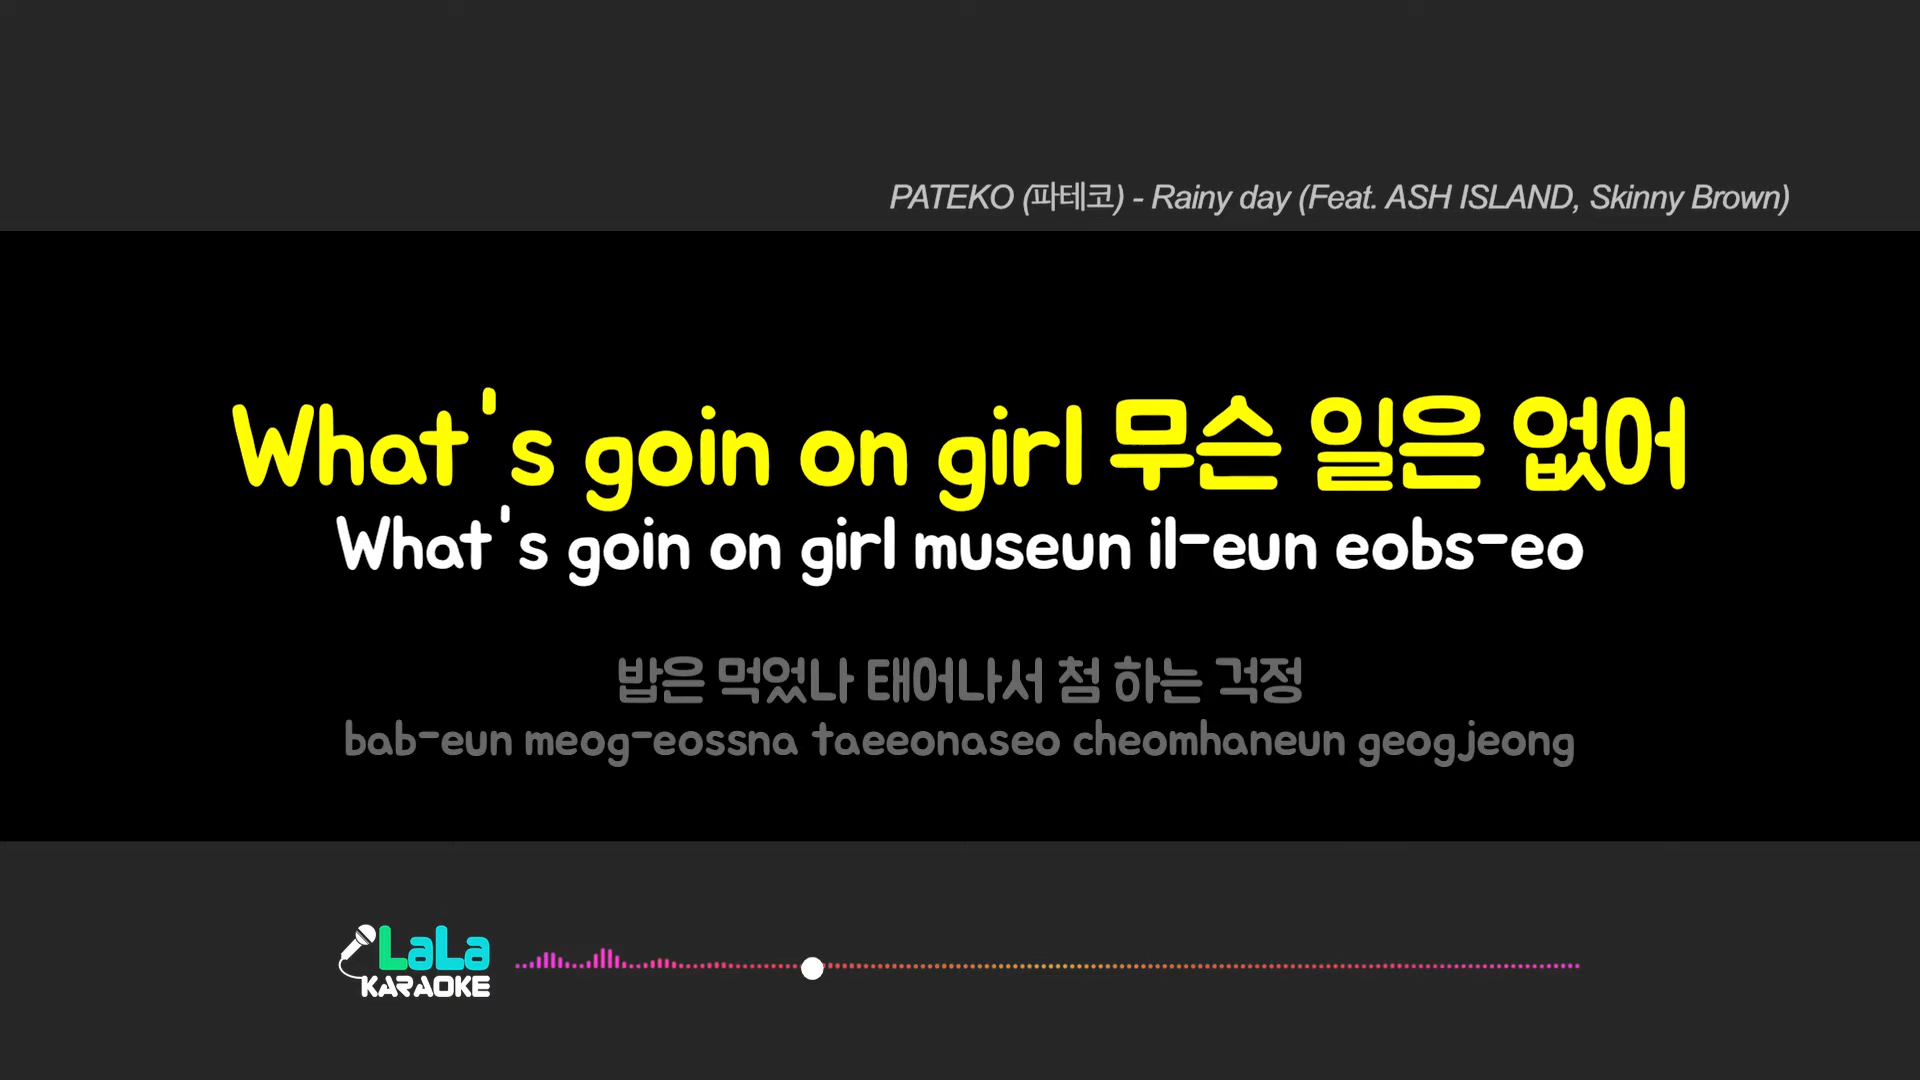 PATEKO (파테코) - Rainy day (Feat. ASH ISLAND, Skinny Brown)
What's goin on girl 무슨 일은 없어
What's goin on girl museun il-eun eobs-eo
밥은 먹었나 태어나서 첨 하는 걱정
bab-eun meog-eossna taeeonaseo cheomhaneun geogjeong
LaLa
KARAOKE